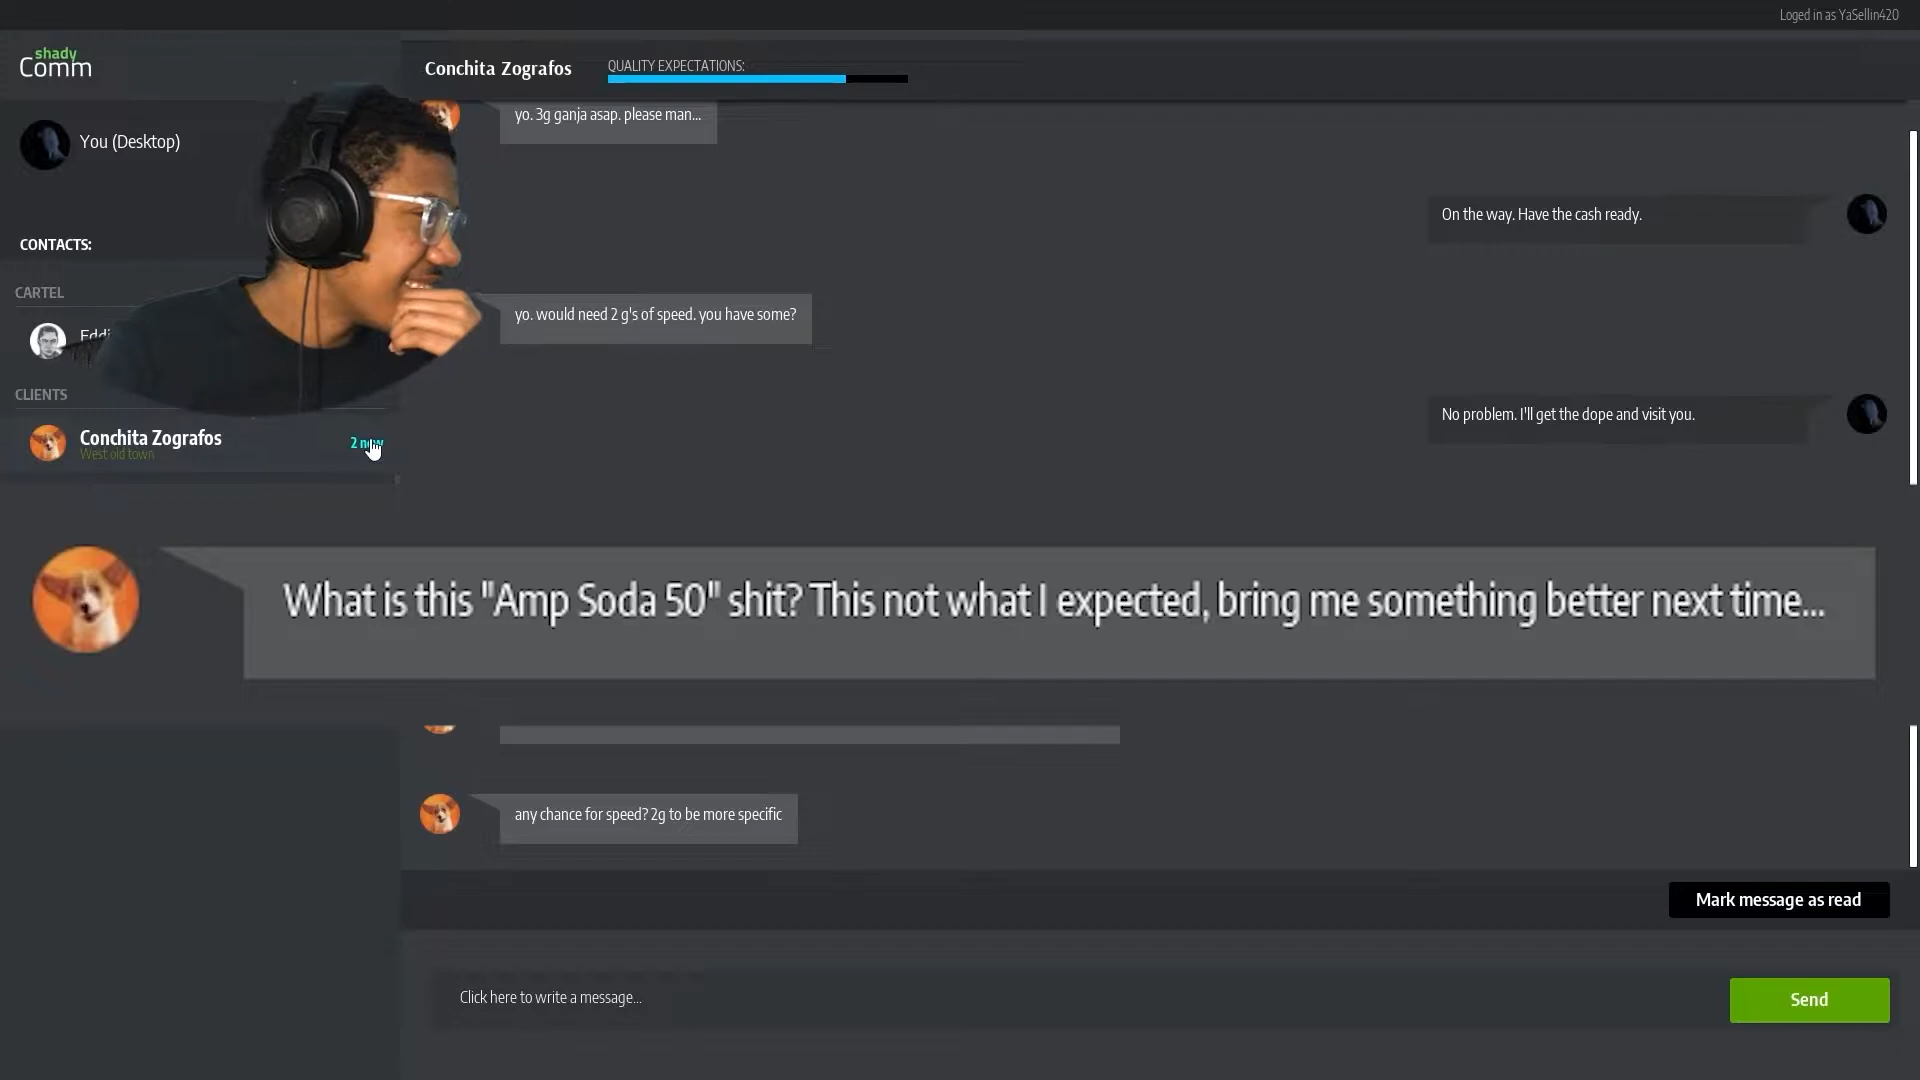 Loged in as YaSellin420
shady
Comm
Conchita Zografos
QUALITY EXPECTATIONS:
yo. 3g ganja asap. please man...
You (Desktop)
On the way. Have the cash ready.
CONTACTS:
CARTEL
yo. would need 2 g's of speed. you have some?
CLIENTS
No problem. I'll get the dope and visit you.
Conchita Zografos
2 new
West old town
What is this "Amp Soda 50" shit? This not what I expected, bring me something better next time...
any chance for speed? 2g to be more specific
Mark message as read
Click here to write a message...
Send